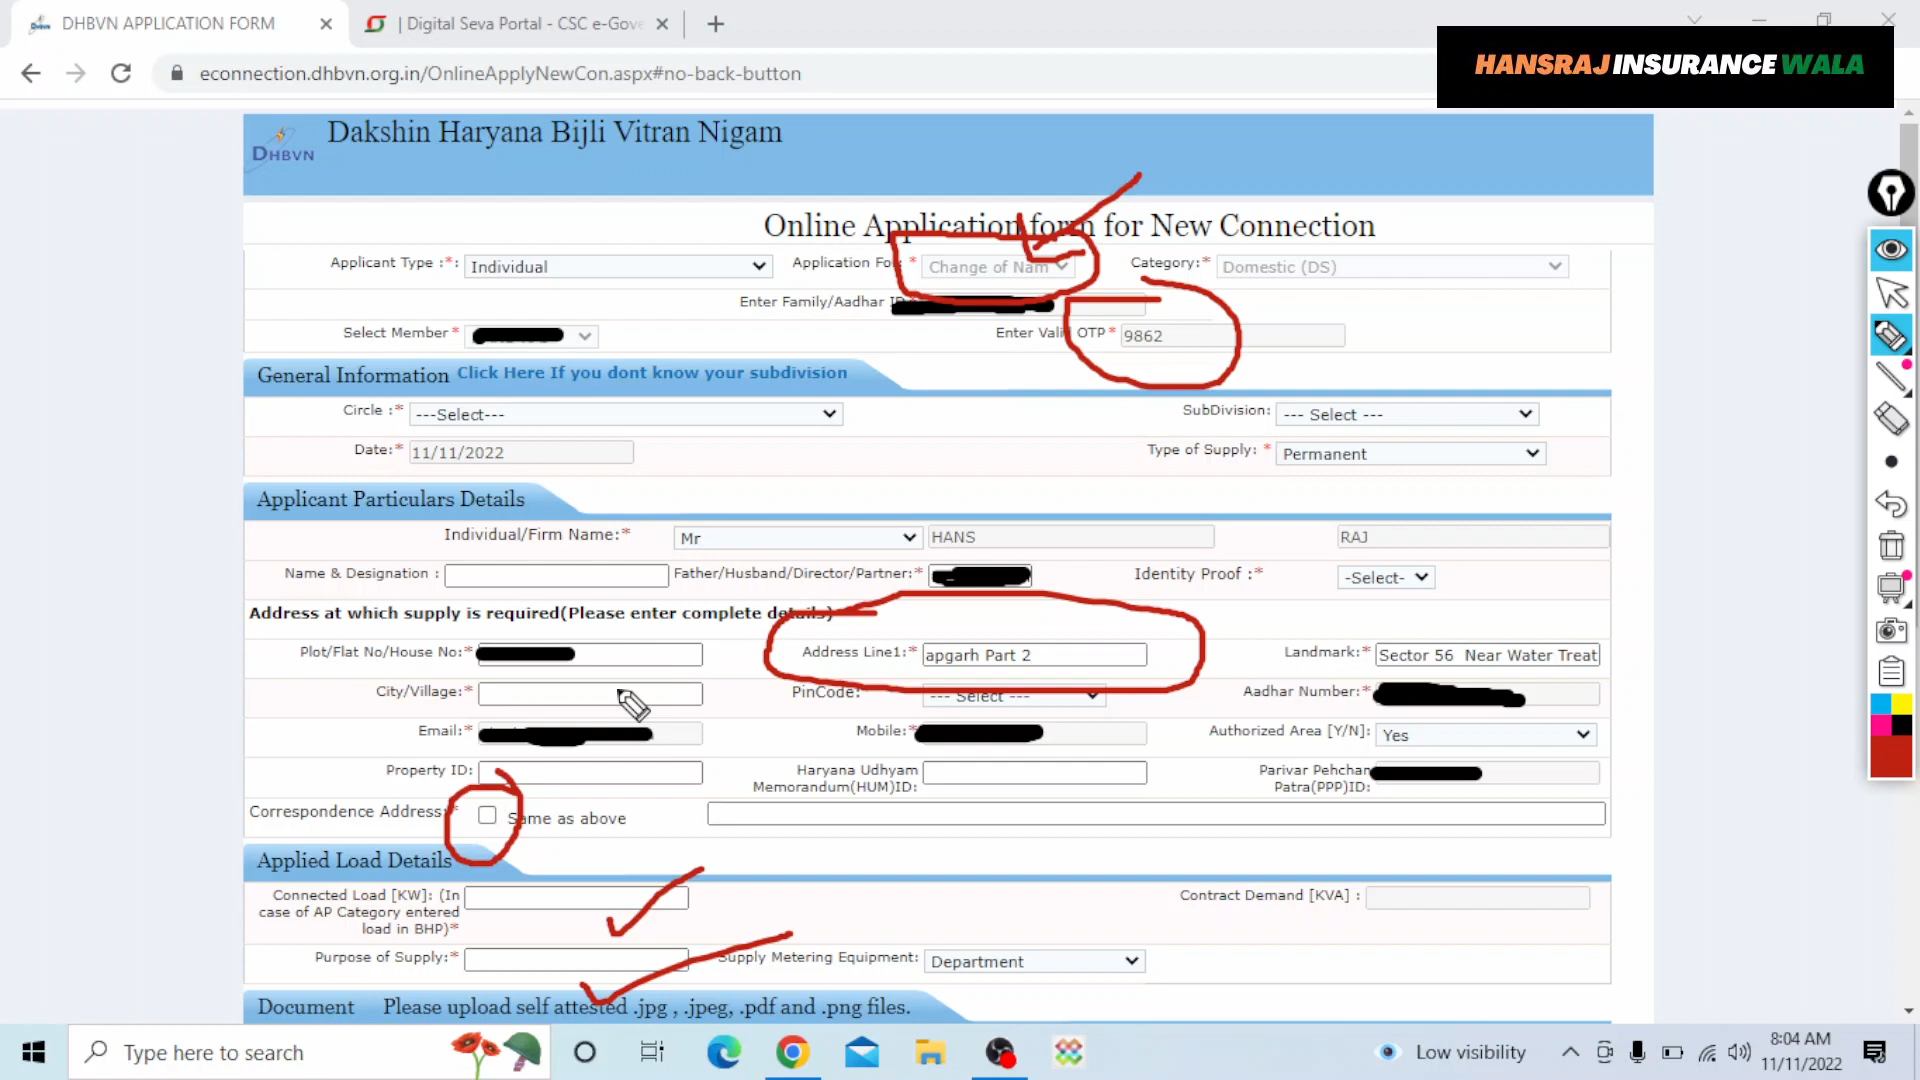 DHBVN APPLICATION FORM
| Digital Seva Portal - CSC e-Gove
econnection.dhbvn.org.in/OnlineApplyNewCon.aspx#no-back-button
HANSRAJ INSURANCE WALA
DHBVN
Dakshin Haryana Bijli Vitran Nigam
Online Application form for New Connection
Applicant Type :*: Individual Application For: * Change of Nam Category:* Domestic (DS)
Enter Family/Aadhar ID
Select Member * Enter Valid OTP * 9862
General Information Click Here If you dont know your subdivision
Circle :* ---Select--- SubDivision: --- Select ---
Date:* 11/11/2022 Type of Supply: * Permanent
Applicant Particulars Details
Individual/Firm Name:* Mr HANS RAJ
Name & Designation : Father/Husband/Director/Partner:* Identity Proof :* -Select-
Address at which supply is required(Please enter complete details)
Plot/Flat No/House No:* Address Line1:* apgarh Part 2 Landmark:* Sector 56 Near Water Treat
City/Village:* PinCode: --- Select --- Aadhar Number:*
Email:* Mobile:* Authorized Area [Y/N]: Yes
Property ID: Haryana Udhyam Memorandum(HUM)ID: Parivar Pehchan Patra(PPP)ID:
Correspondence Address:* Same as above
Applied Load Details
Connected Load [KW]: (In case of AP Category entered load in BHP)* Contract Demand [KVA] :
Purpose of Supply:* Supply Metering Equipment: Department
Document Please upload self attested .jpg , .jpeg, .pdf and .png files.
Type here to search
Low visibility
8:04 AM
11/11/2022